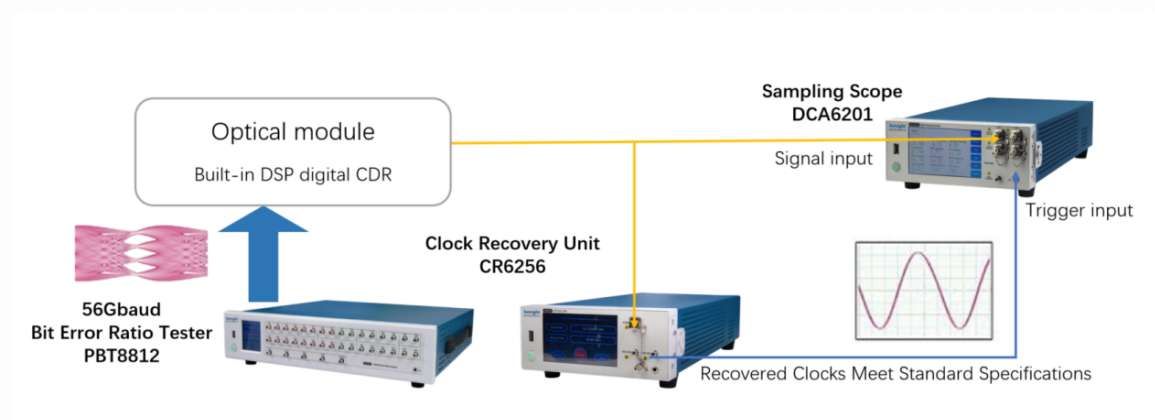 Sampling Scope
DCA6201
Optical module
Built-in DSP digital CDR
Signal input
Trigger input
Clock Recovery Unit
CR6256
56Gbaud
Bit Error Ratio Tester
PBT8812
Recovered Clocks Meet Standard Specifications